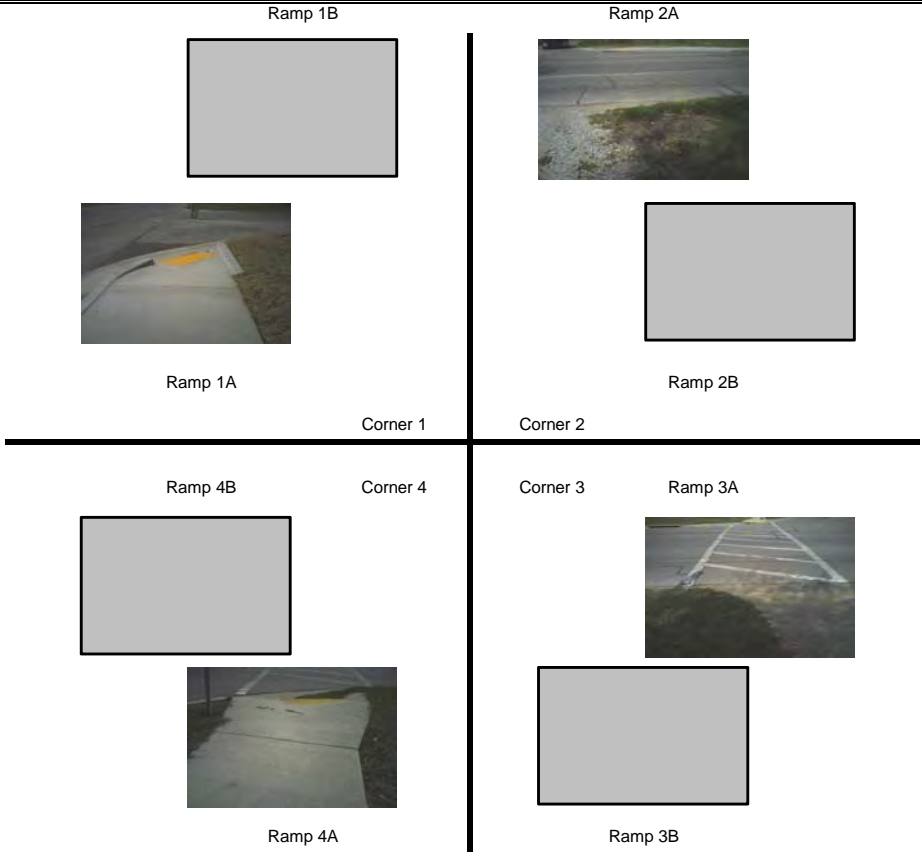 Ramp 1B
Ramp 2A
Ramp 1A
Ramp 2B
Corner 1
Corner 2
Ramp 4B
Corner 4
Corner 3
Ramp 3A
Ramp 4A
Ramp 3B